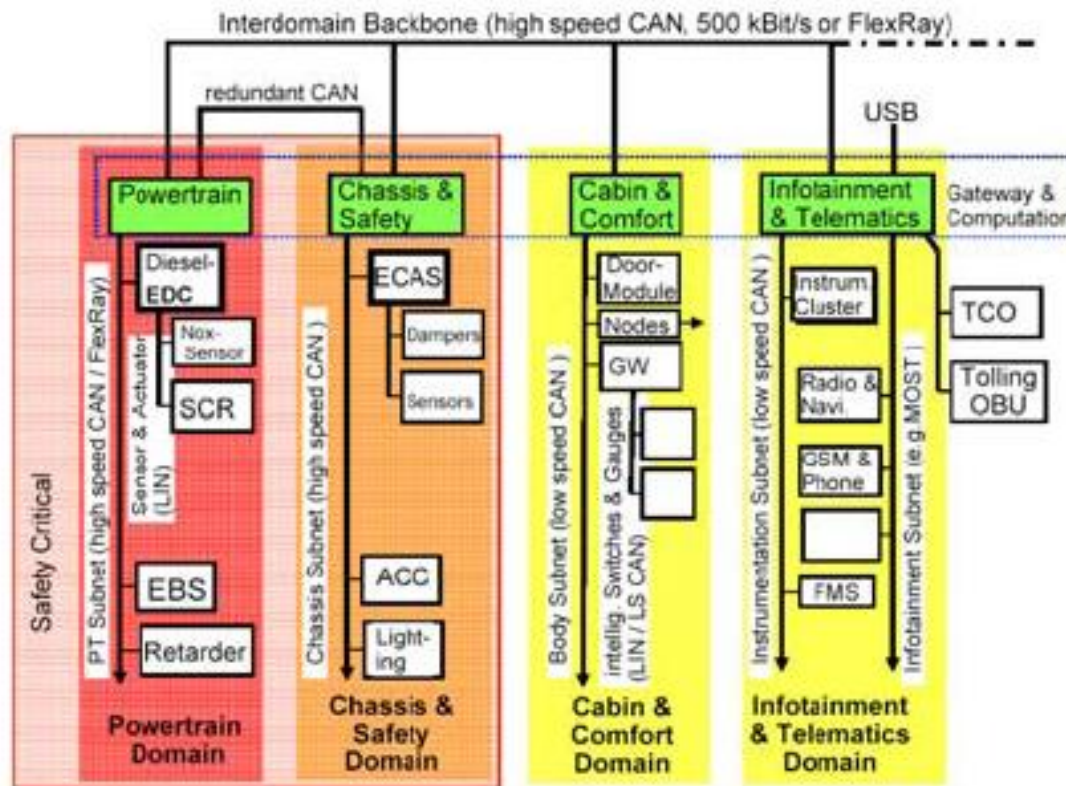 Interdomain Backbone (high speed CAN, 500 kBit/s or FlexRay)
redundant CAN
USB
Powertrain
Chassis &
Safety
Cabin &
Comfort
Infotainment
& Telematics
Gateway &
Computation
Safety Critical
PT Subnet (high speed CAN / FlexRay)
Diesel-
EDC
Sensor & Actuator
(LIN)
Nox-
Sensor
SCR
EBS
Retarder
Powertrain
Domain
Chassis Subnet (high speed CAN )
ECAS
Dampers
Sensors
ACC
Light-
ing
Chassis &
Safety
Domain
Body Subnet (low speed CAN )
Door-
Module
Nodes
GW
intellig. Switches & Gauges
(LIN / LS CAN)
Cabin &
Comfort
Domain
Instrumentation Subnet (low speed CAN )
Instrum.
Cluster
Radio &
Navi.
GSM &
Phone
FMS
Infotainment Subnet (e.g MOST )
TCO
Tolling
OBU
Infotainment
& Telematics
Domain